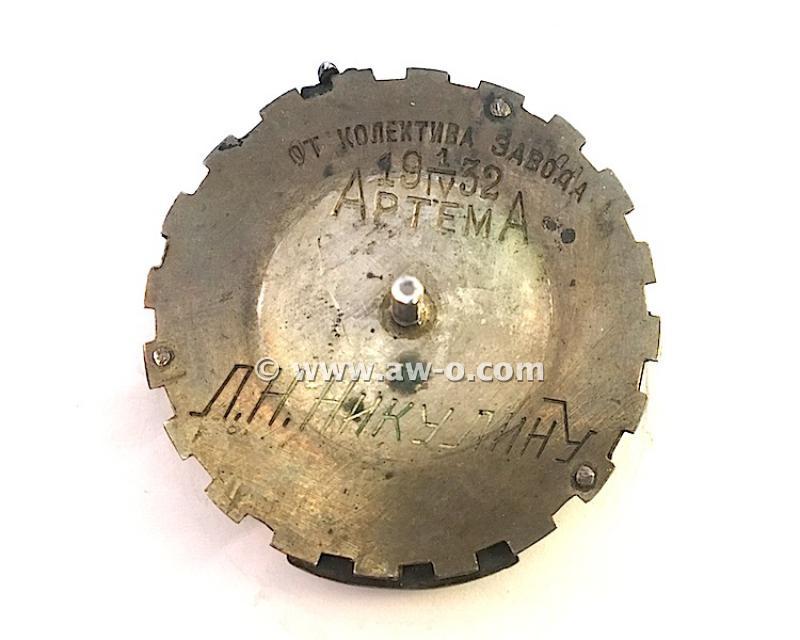 ОТ КОЛЕКТИВА ЗАВОДА
19 1/IV 32
АРТЕМА
© www.aw-o.com
Л.Н.НИКУЛИНУ